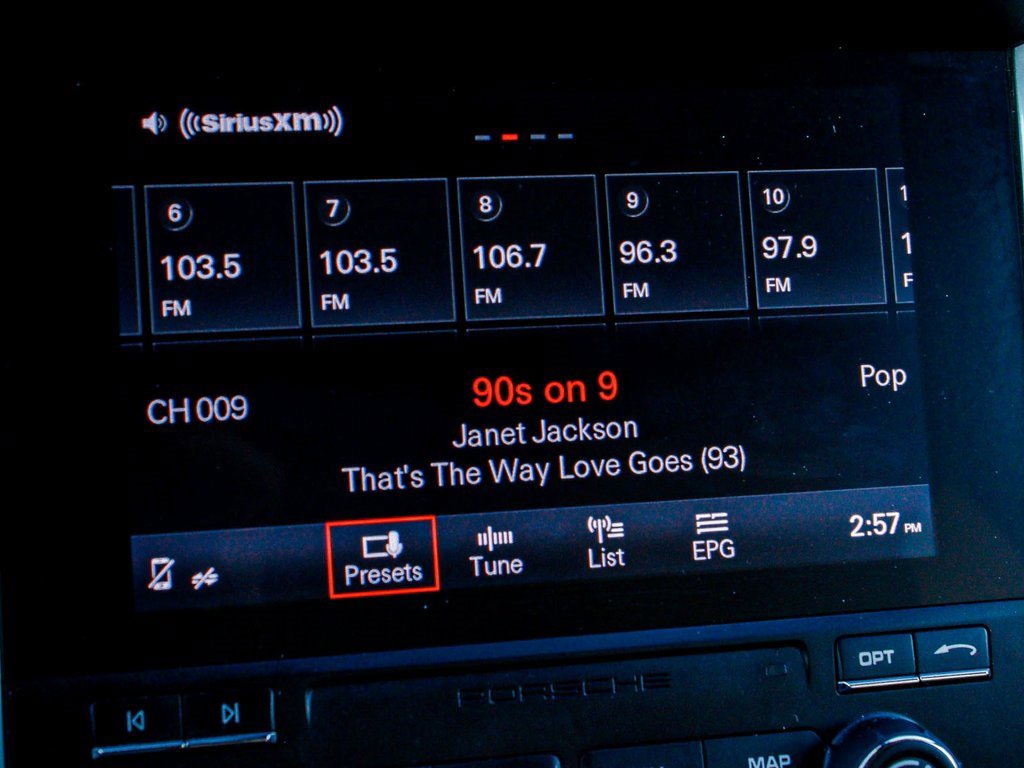 SiriusXM
6 7 8 9 10
103.5 103.5 106.7 96.3 97.9
FM FM FM FM FM
CH 009 90s on 9 Pop
Janet Jackson
That's The Way Love Goes (93)
Presets Tune List EPG 2:57 PM
OPT
PORSCHE
MAP